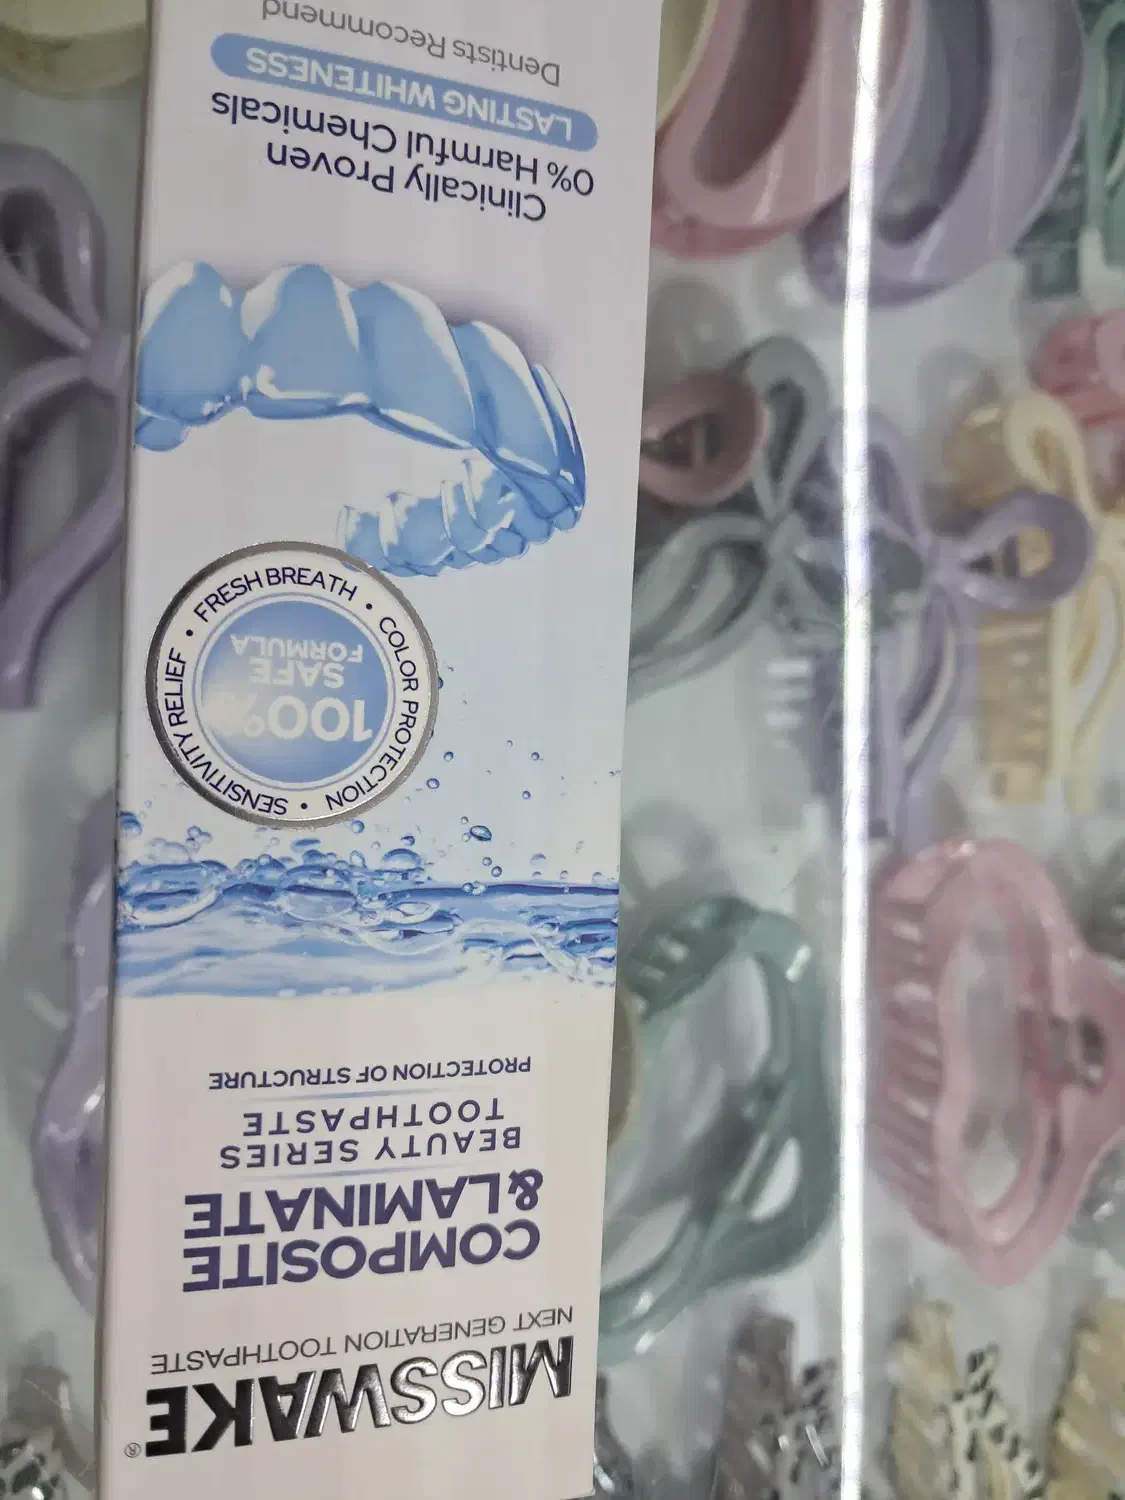 MISSWAKE®
NEXT GENERATION TOOTHPASTE
COMPOSITE
& LAMINATE
BEAUTY SERIES
TOOTHPASTE
PROTECTION OF STRUCTURE
100%
SAFE
FORMULA
FRESH BREATH • COLOR PROTECTION • SENSITIVITY RELIEF •
Clinically Proven
0% Harmful Chemicals
LASTING WHITENESS
Dentists Recommend